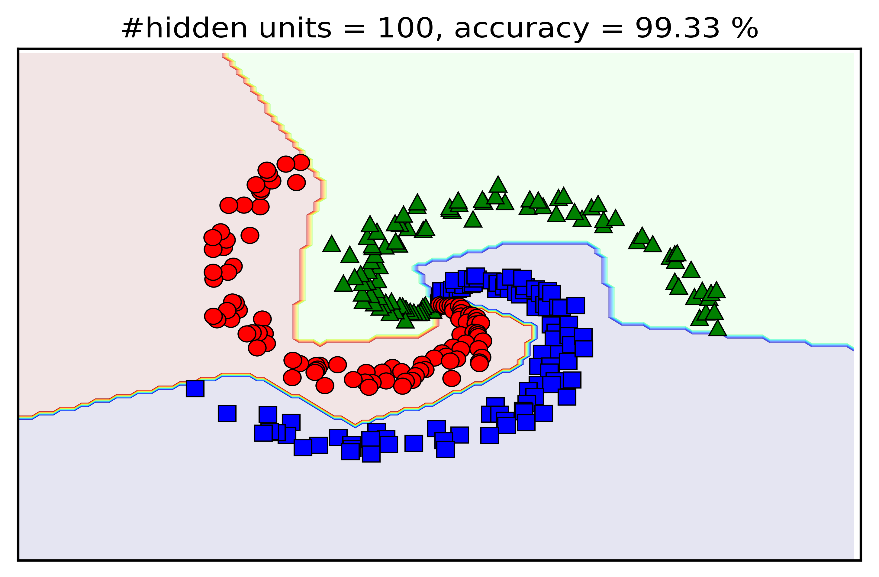 #hidden units = 100, accuracy = 99.33 %